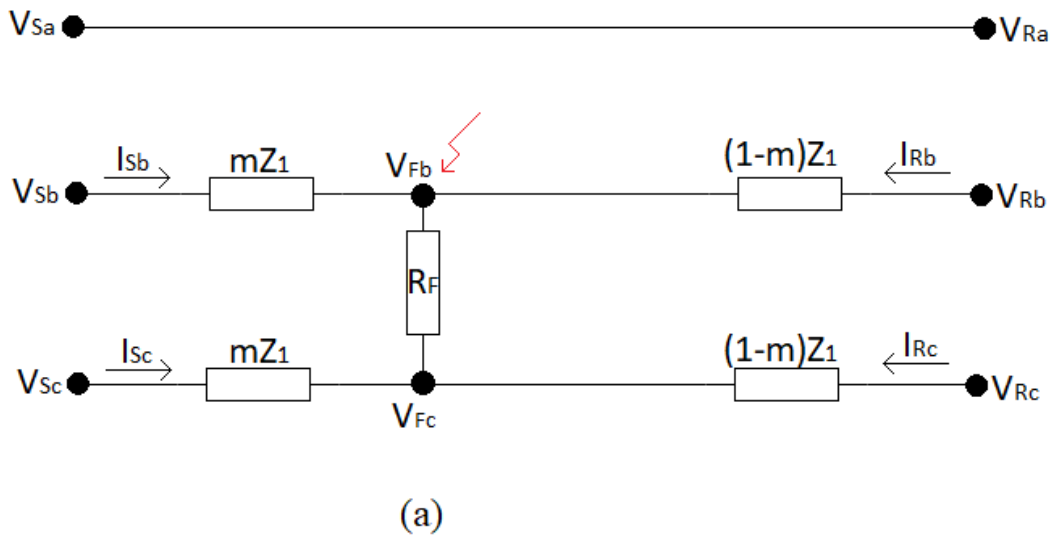 VSa VRa
ISb mZ1 VFb (1-m)Z1 IRb
VSb VRb
RF
ISc mZ1 (1-m)Z1 IRc
VSc VFc VRc
(a)